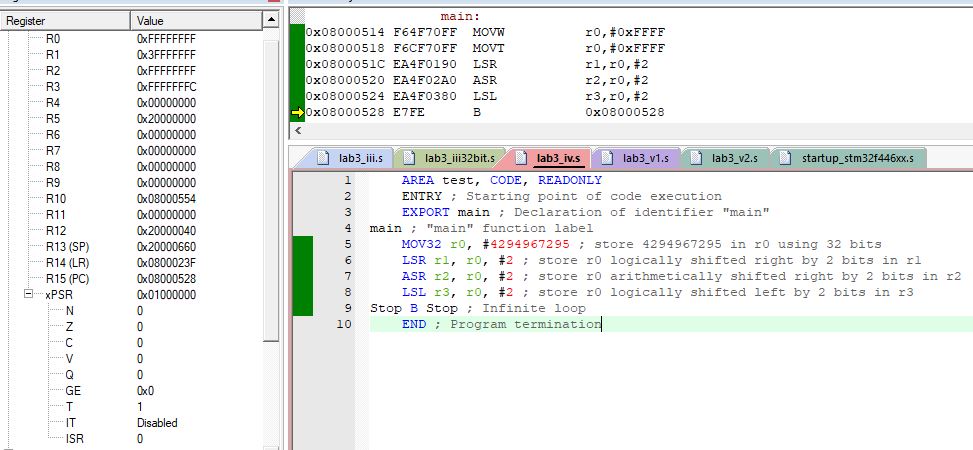 Register Value
R0 0xFFFFFFFF
R1 0x3FFFFFFF
R2 0xFFFFFFFF
R3 0xFFFFFFFC
R4 0x00000000
R5 0x20000000
R6 0x00000000
R7 0x00000000
R8 0x00000000
R9 0x00000000
R10 0x08000554
R11 0x00000000
R12 0x20000040
R13 (SP) 0x20000660
R14 (LR) 0x0800023F
R15 (PC) 0x08000528
xPSR 0x01000000
N 0
Z 0
C 0
V 0
Q 0
GE 0x0
T 1
IT Disabled
ISR 0
main:
0x08000514 F64F70FF MOVW r0,#0xFFFF
0x08000518 F6CF70FF MOVT r0,#0xFFFF
0x0800051C EA4F0190 LSR r1,r0,#2
0x08000520 EA4F02A0 ASR r2,r0,#2
0x08000524 EA4F0380 LSL r3,r0,#2
0x08000528 E7FE B 0x08000528
lab3_iii.s lab3_iii32bit.s lab3_iv.s lab3_v1.s lab3_v2.s startup_stm32f446xx.s
1 AREA test, CODE, READONLY
2 ENTRY ; Starting point of code execution
3 EXPORT main ; Declaration of identifier "main"
4 main ; "main" function label
5 MOV32 r0, #4294967295 ; store 4294967295 in r0 using 32 bits
6 LSR r1, r0, #2 ; store r0 logically shifted right by 2 bits in r1
7 ASR r2, r0, #2 ; store r0 arithmetically shifted right by 2 bits in r2
8 LSL r3, r0, #2 ; store r0 logically shifted left by 2 bits in r3
9 Stop B Stop ; Infinite loop
10 END ; Program termination